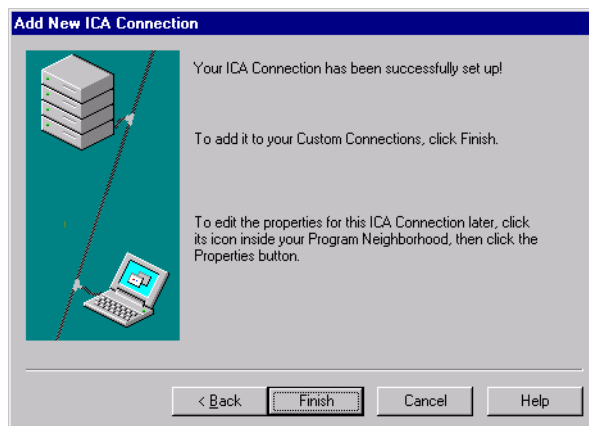 Add New ICA Connection
Your ICA Connection has been successfully set up!
To add it to your Custom Connections, click Finish.
To edit the properties for this ICA Connection later, click
its icon inside your Program Neighborhood, then click the
Properties button.
< Back
Finish
Cancel
Help